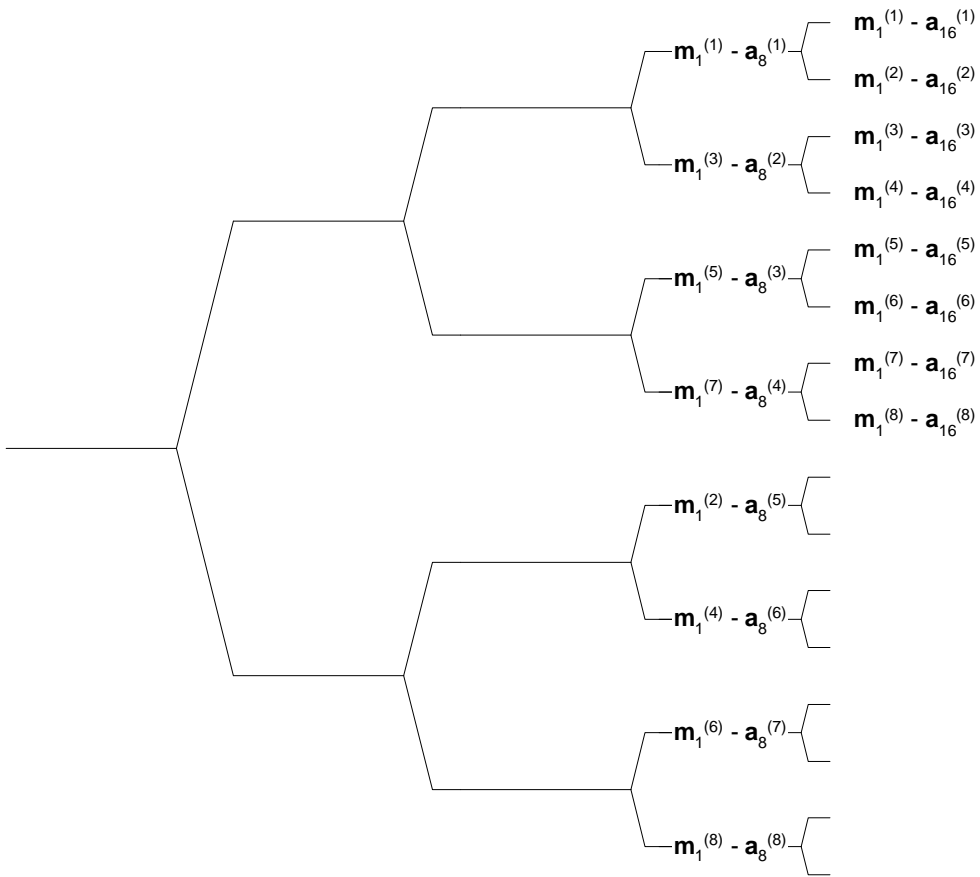 m₁⁽¹⁾ - a₁₆⁽¹⁾
m₁⁽¹⁾ - a₈⁽¹⁾
m₁⁽²⁾ - a₁₆⁽²⁾
m₁⁽³⁾ - a₁₆⁽³⁾
m₁⁽³⁾ - a₈⁽²⁾
m₁⁽⁴⁾ - a₁₆⁽⁴⁾
m₁⁽⁵⁾ - a₁₆⁽⁵⁾
m₁⁽⁵⁾ - a₈⁽³⁾
m₁⁽⁶⁾ - a₁₆⁽⁶⁾
m₁⁽⁷⁾ - a₁₆⁽⁷⁾
m₁⁽⁷⁾ - a₈⁽⁴⁾
m₁⁽⁸⁾ - a₁₆⁽⁸⁾
m₁⁽²⁾ - a₈⁽⁵⁾
m₁⁽⁴⁾ - a₈⁽⁶⁾
m₁⁽⁶⁾ - a₈⁽⁷⁾
m₁⁽⁸⁾ - a₈⁽⁸⁾